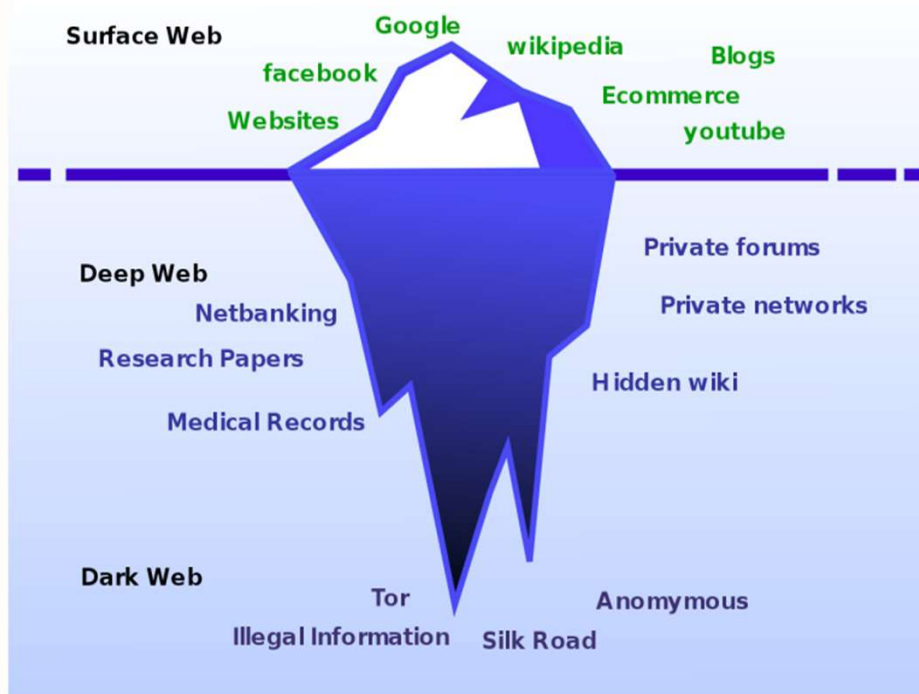 Google
Surface Web
wikipedia
Blogs
facebook
Ecommerce
Websites
youtube
Private forums
Deep Web
Private networks
Netbanking
Research Papers
Hidden wiki
Medical Records
Dark Web
Tor
Anomymous
Illegal Information
Silk Road